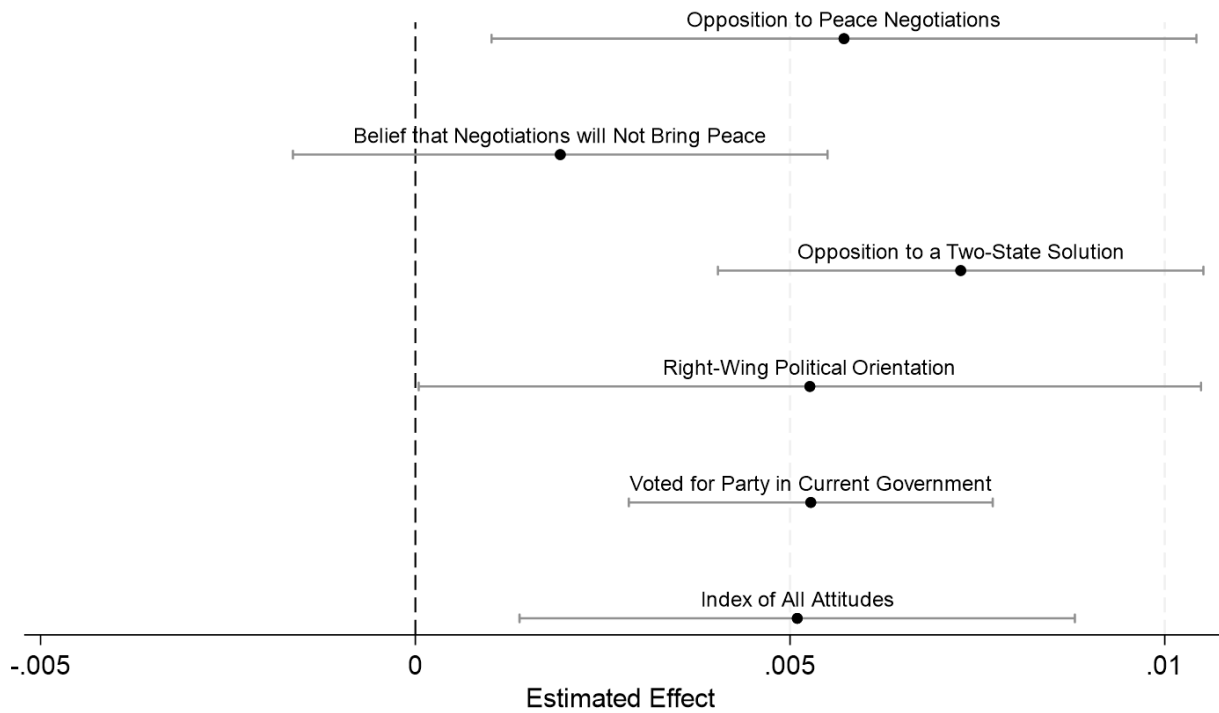 Opposition to Peace Negotiations
Belief that Negotiations will Not Bring Peace
Opposition to a Two-State Solution
Right-Wing Political Orientation
Voted for Party in Current Government
Index of All Attitudes
-.005 0 .005 .01
Estimated Effect